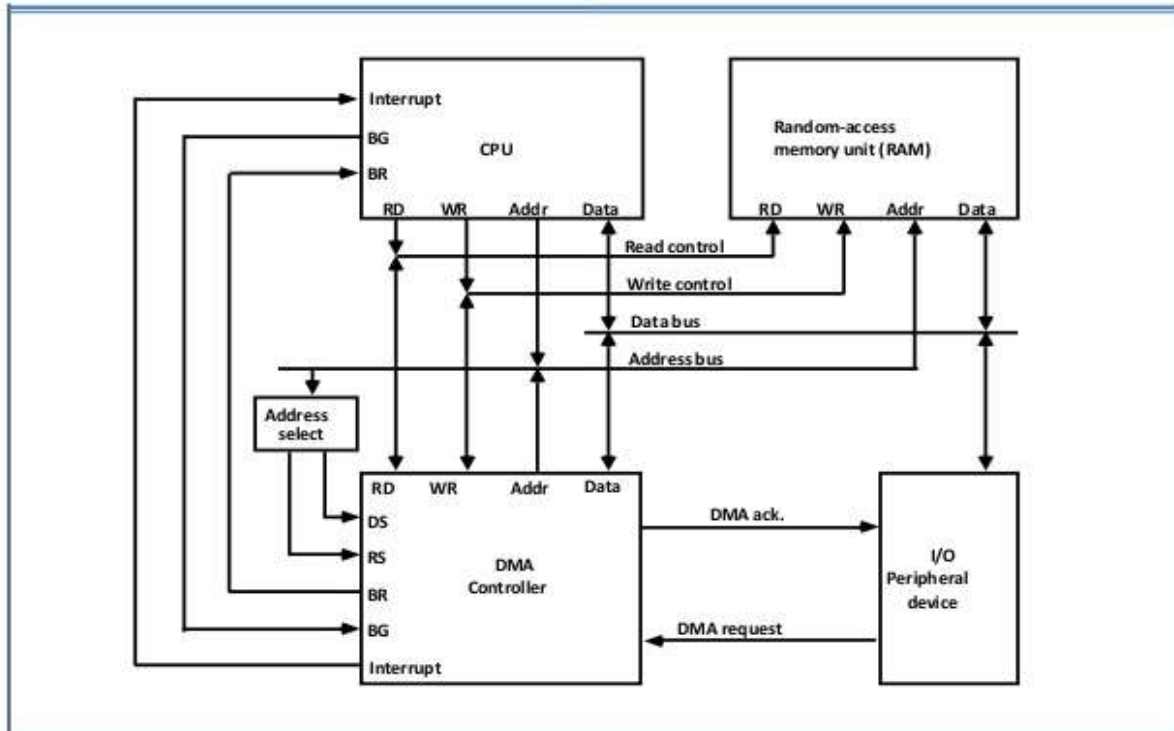 Interrupt
BG
CPU
BR
RD WR Addr Data
Random-access
memory unit (RAM)
RD WR Addr Data
Read control
Write control
Data bus
Address bus
Address
select
RD WR Addr Data
DS
RS
BR
BG
Interrupt
DMA
Controller
DMA ack.
DMA request
I/O
Peripheral
device